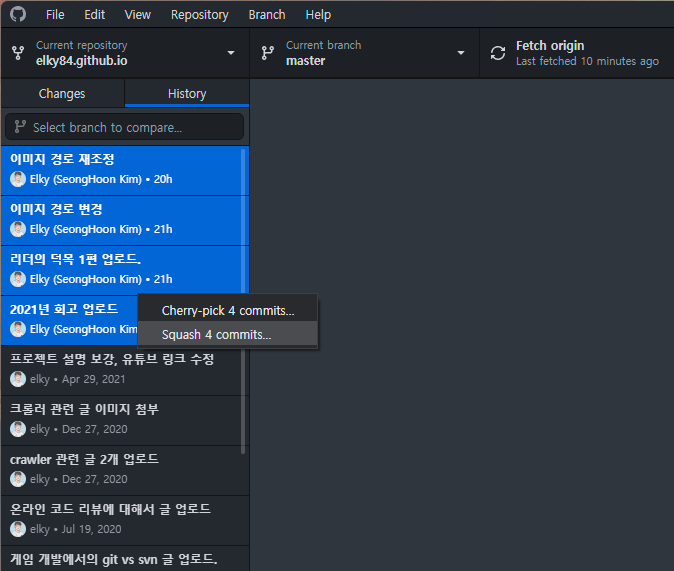 File Edit View Repository Branch Help
Current repository
elky84.github.io
Current branch
master
Fetch origin
Last fetched 10 minutes ago
Changes
History
Select branch to compare...
이미지 경로 재조정
Elky (SeongHoon Kim) • 20h
이미지 경로 변경
Elky (SeongHoon Kim) • 21h
리더의 덕목 1편 업로드.
Elky (SeongHoon Kim) • 21h
2021년 회고 업로드
Elky (SeongHoon Kim)
Cherry-pick 4 commits...
Squash 4 commits...
프로젝트 설명 보강, 유튜브 링크 수정
elky • Apr 29, 2021
크롤러 관련 글 이미지 첨부
elky • Dec 27, 2020
crawler 관련 글 2개 업로드
elky • Dec 27, 2020
온라인 코드 리뷰에 대해서 글 업로드
elky • Jul 19, 2020
게임 개발에서의 git vs svn 글 업로드.